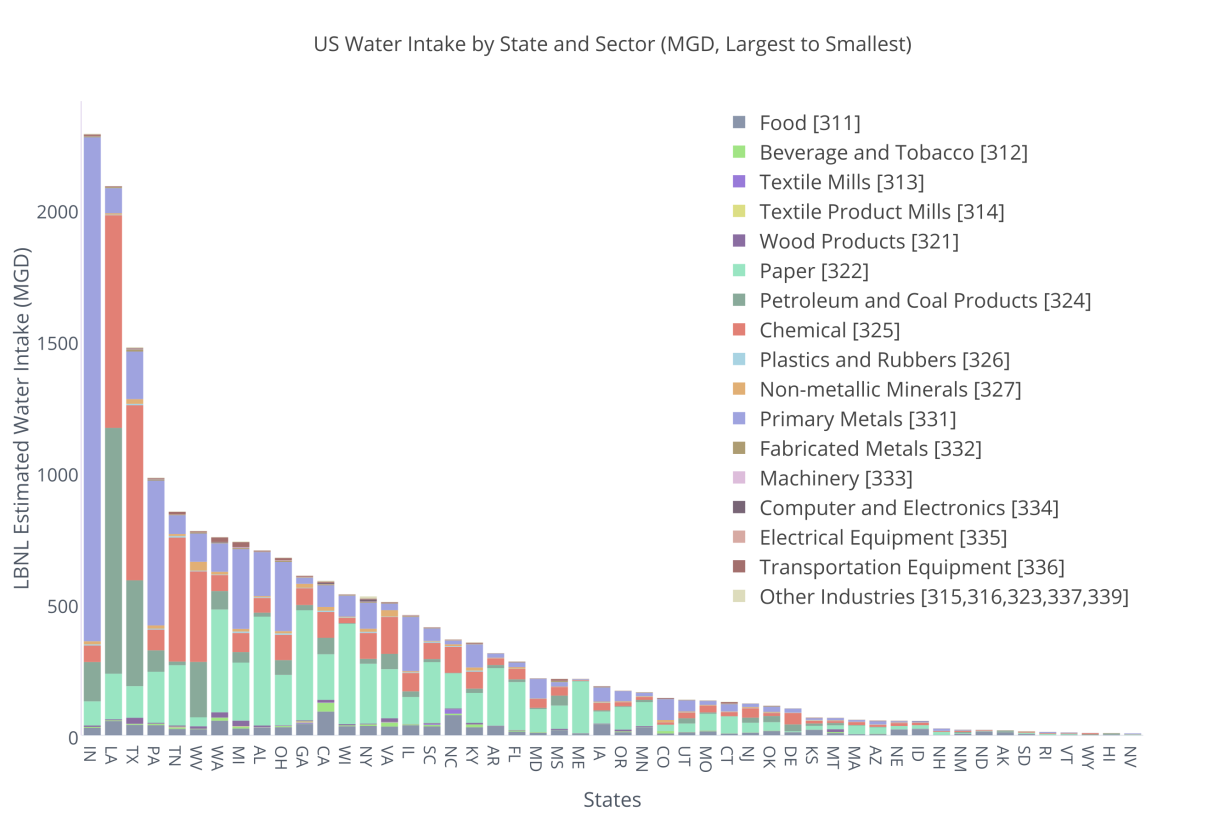 US Water Intake by State and Sector (MGD, Largest to Smallest)
Food [311]
Beverage and Tobacco [312]
Textile Mills [313]
Textile Product Mills [314]
Wood Products [321]
Paper [322]
Petroleum and Coal Products [324]
Chemical [325]
Plastics and Rubbers [326]
Non-metallic Minerals [327]
Primary Metals [331]
Fabricated Metals [332]
Machinery [333]
Computer and Electronics [334]
Electrical Equipment [335]
Transportation Equipment [336]
Other Industries [315,316,323,337,339]
LBNL Estimated Water Intake (MGD)
2000
1500
1000
500
0
IN LA TX PA TN WV WA MI AL OH GA CA WI NY VA IL SC NC KY AR FL MD MS ME IA OR MN CO UT MO CT NJ OK DE KS MT MA AZ NE ID NH NM ND AK SD RI VT WY HI NV
States